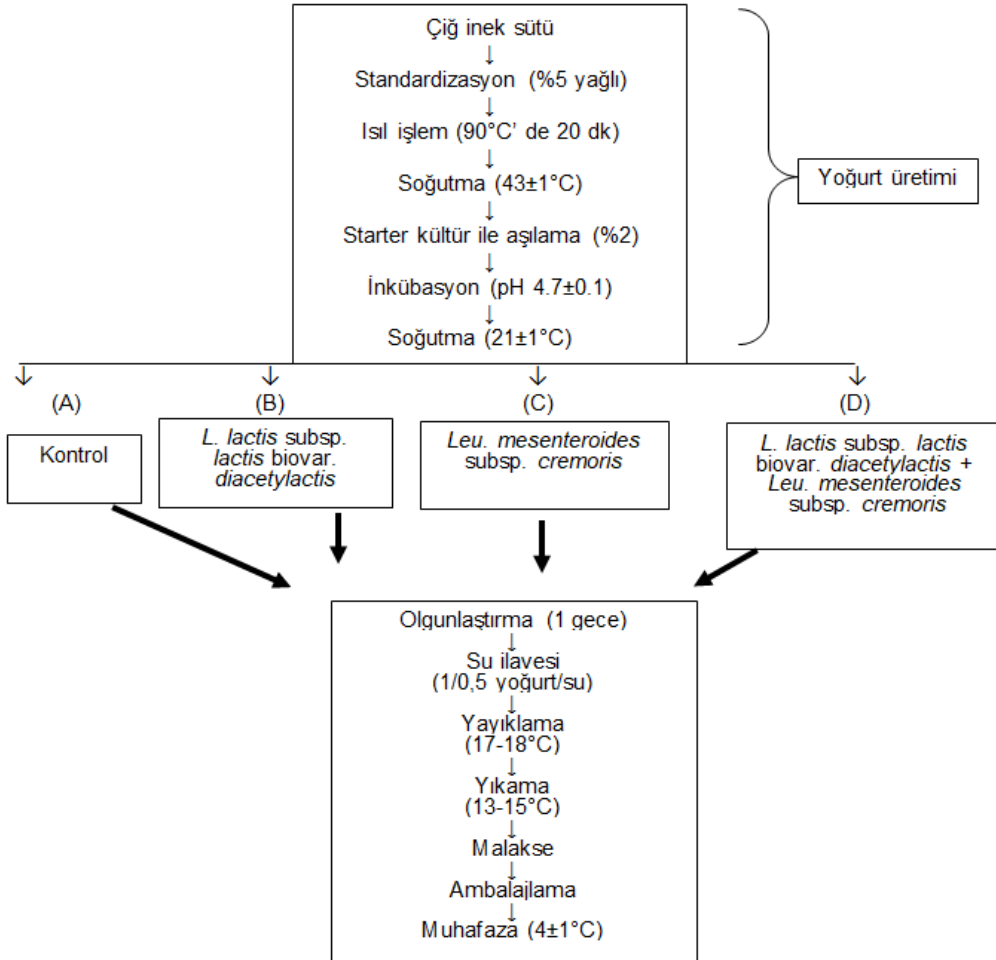 Çiğ inek sütü
↓
Standardizasyon (%5 yağlı)
↓
Isıl işlem (90°C' de 20 dk)
↓
Soğutma (43±1°C)
↓
Starter kültür ile aşılama (%2)
↓
İnkübasyon (pH 4.7±0.1)
↓
Soğutma (21±1°C)
Yoğurt üretimi
(A)
Kontrol
(B)
L. lactis subsp.
lactis biovar.
diacetylactis
(C)
Leu. mesenteroides
subsp. cremoris
(D)
L. lactis subsp. lactis
biovar. diacetylactis +
Leu. mesenteroides
subsp. cremoris
Olgunlaştırma (1 gece)
↓
Su ilavesi
(1/0,5 yoğurt/su)
↓
Yayıklama
(17-18°C)
↓
Yıkama
(13-15°C)
↓
Malakse
↓
Ambalajlama
↓
Muhafaza (4±1°C)